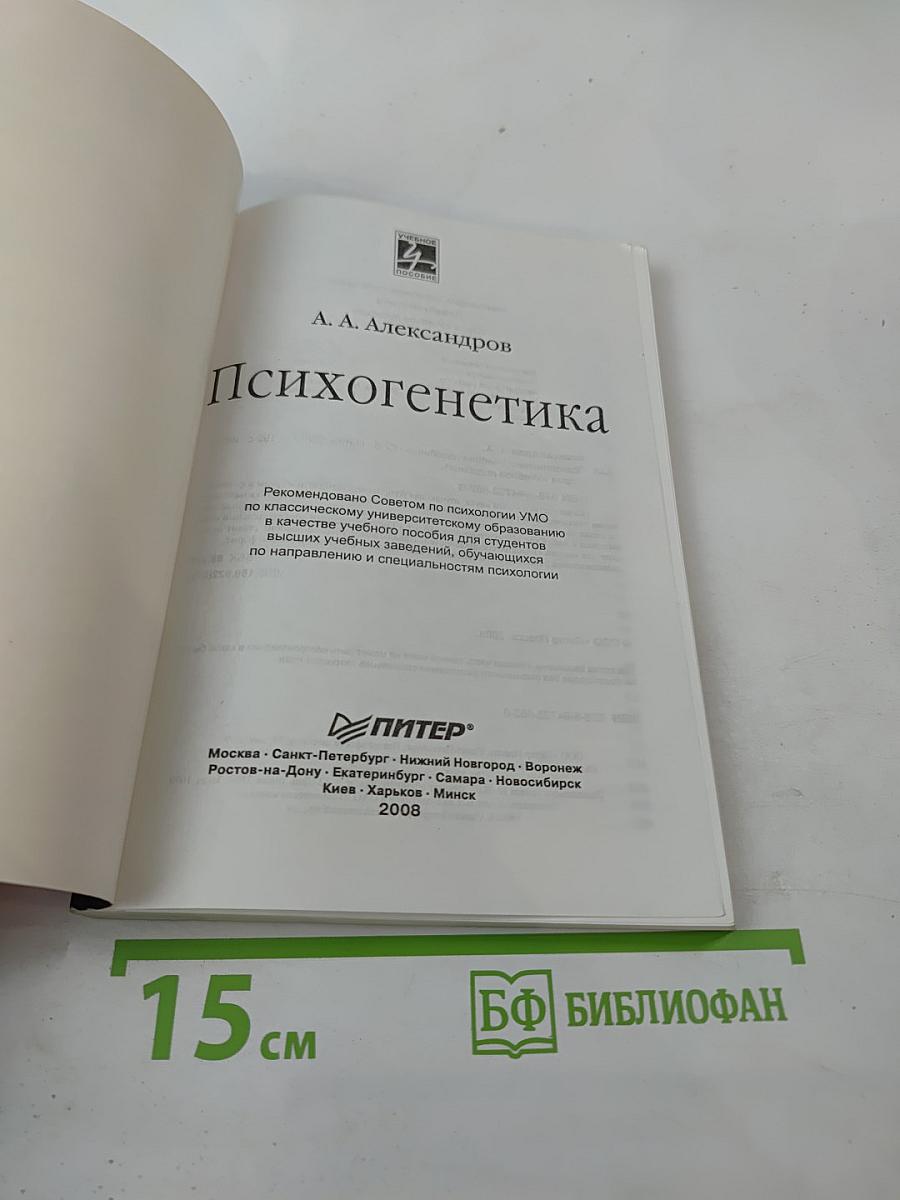 УЧЕБНОЕ
ПОСОБИЕ
А. А. Александров
Психогенетика
Рекомендовано Советом по психологии УМО
по классическому университетскому образованию
в качестве учебного пособия для студентов
высших учебных заведений, обучающихся
по направлению и специальностям психологии
ПИТЕР®
Москва · Санкт-Петербург · Нижний Новгород · Воронеж
Ростов-на-Дону · Екатеринбург · Самара · Новосибирск
Киев · Харьков · Минск
2008
15 см
БФ БИБЛИОФАН